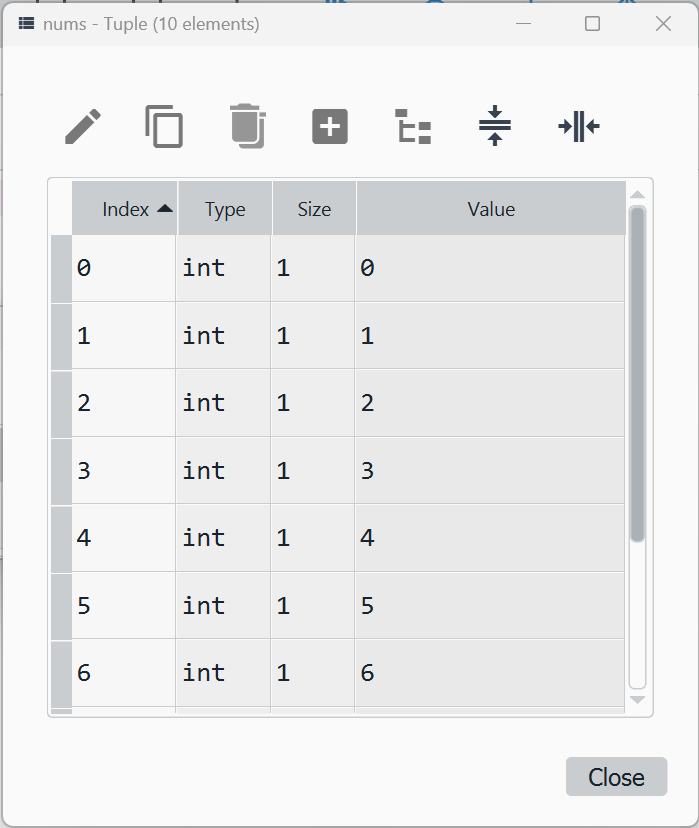 nums - Tuple (10 elements)
Index Type Size Value
0 int 1 0
1 int 1 1
2 int 1 2
3 int 1 3
4 int 1 4
5 int 1 5
6 int 1 6
Close